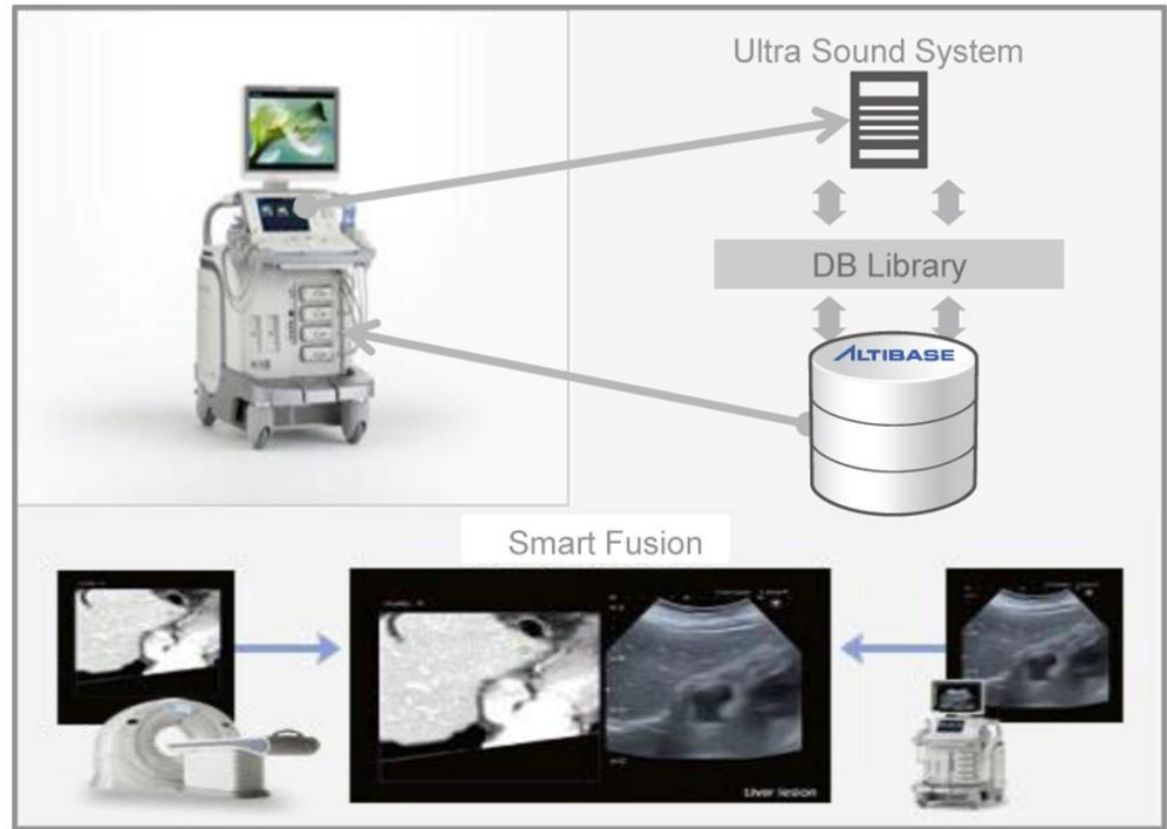 Ultra Sound System
DB Library
ALTIBASE
Smart Fusion
Liver lesion